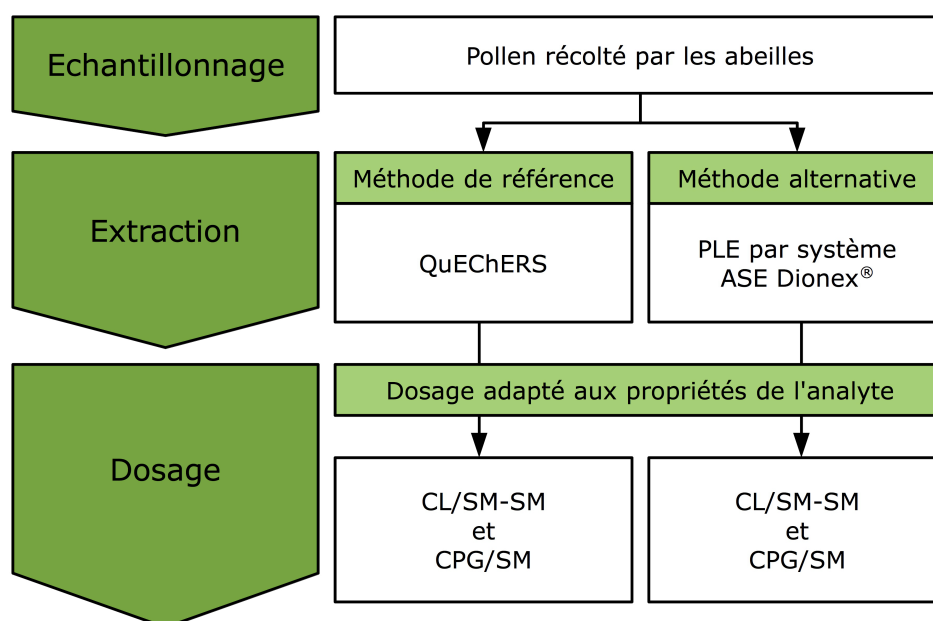 Echantillonnage
Pollen récolté par les abeilles
Extraction
Méthode de référence
QuEChERS
Méthode alternative
PLE par système
ASE Dionex®
Dosage
Dosage adapté aux propriétés de l'analyte
CL/SM-SM
et
CPG/SM
CL/SM-SM
et
CPG/SM